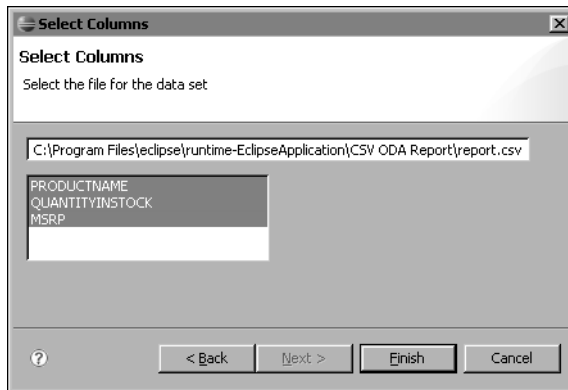 Select Columns
Select Columns
Select the file for the data set
C:\Program Files\eclipse\runtime-EclipseApplication\CSV ODA Report\report.csv
PRODUCTNAME
QUANTITYINSTOCK
MSRP
?
< Back
Next >
Finish
Cancel